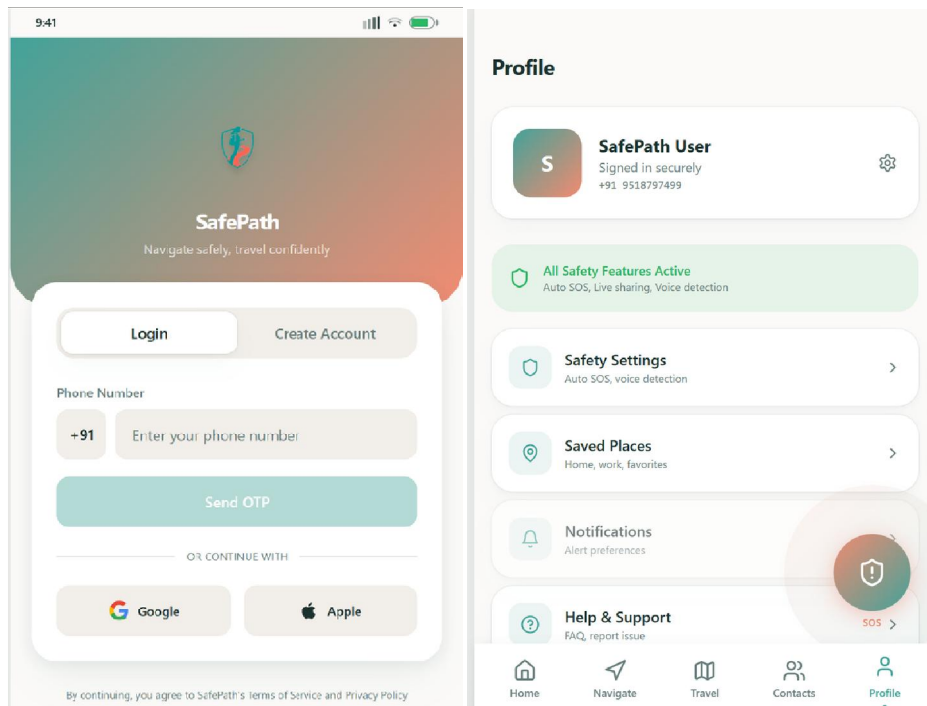 9:41
SafePath
Navigate safely, travel confidently
Login
Create Account
Phone Number
+91
Enter your phone number
Send OTP
OR CONTINUE WITH
Google
Apple
By continuing, you agree to SafePath's Terms of Service and Privacy Policy
Profile
S
SafePath User
Signed in securely
+91 9518797499
All Safety Features Active
Auto SOS, Live sharing, Voice detection
Safety Settings
Auto SOS, voice detection
Saved Places
Home, work, favorites
Notifications
Alert preferences
Help & Support
FAQ, report issue
SOS
Home
Navigate
Travel
Contacts
Profile